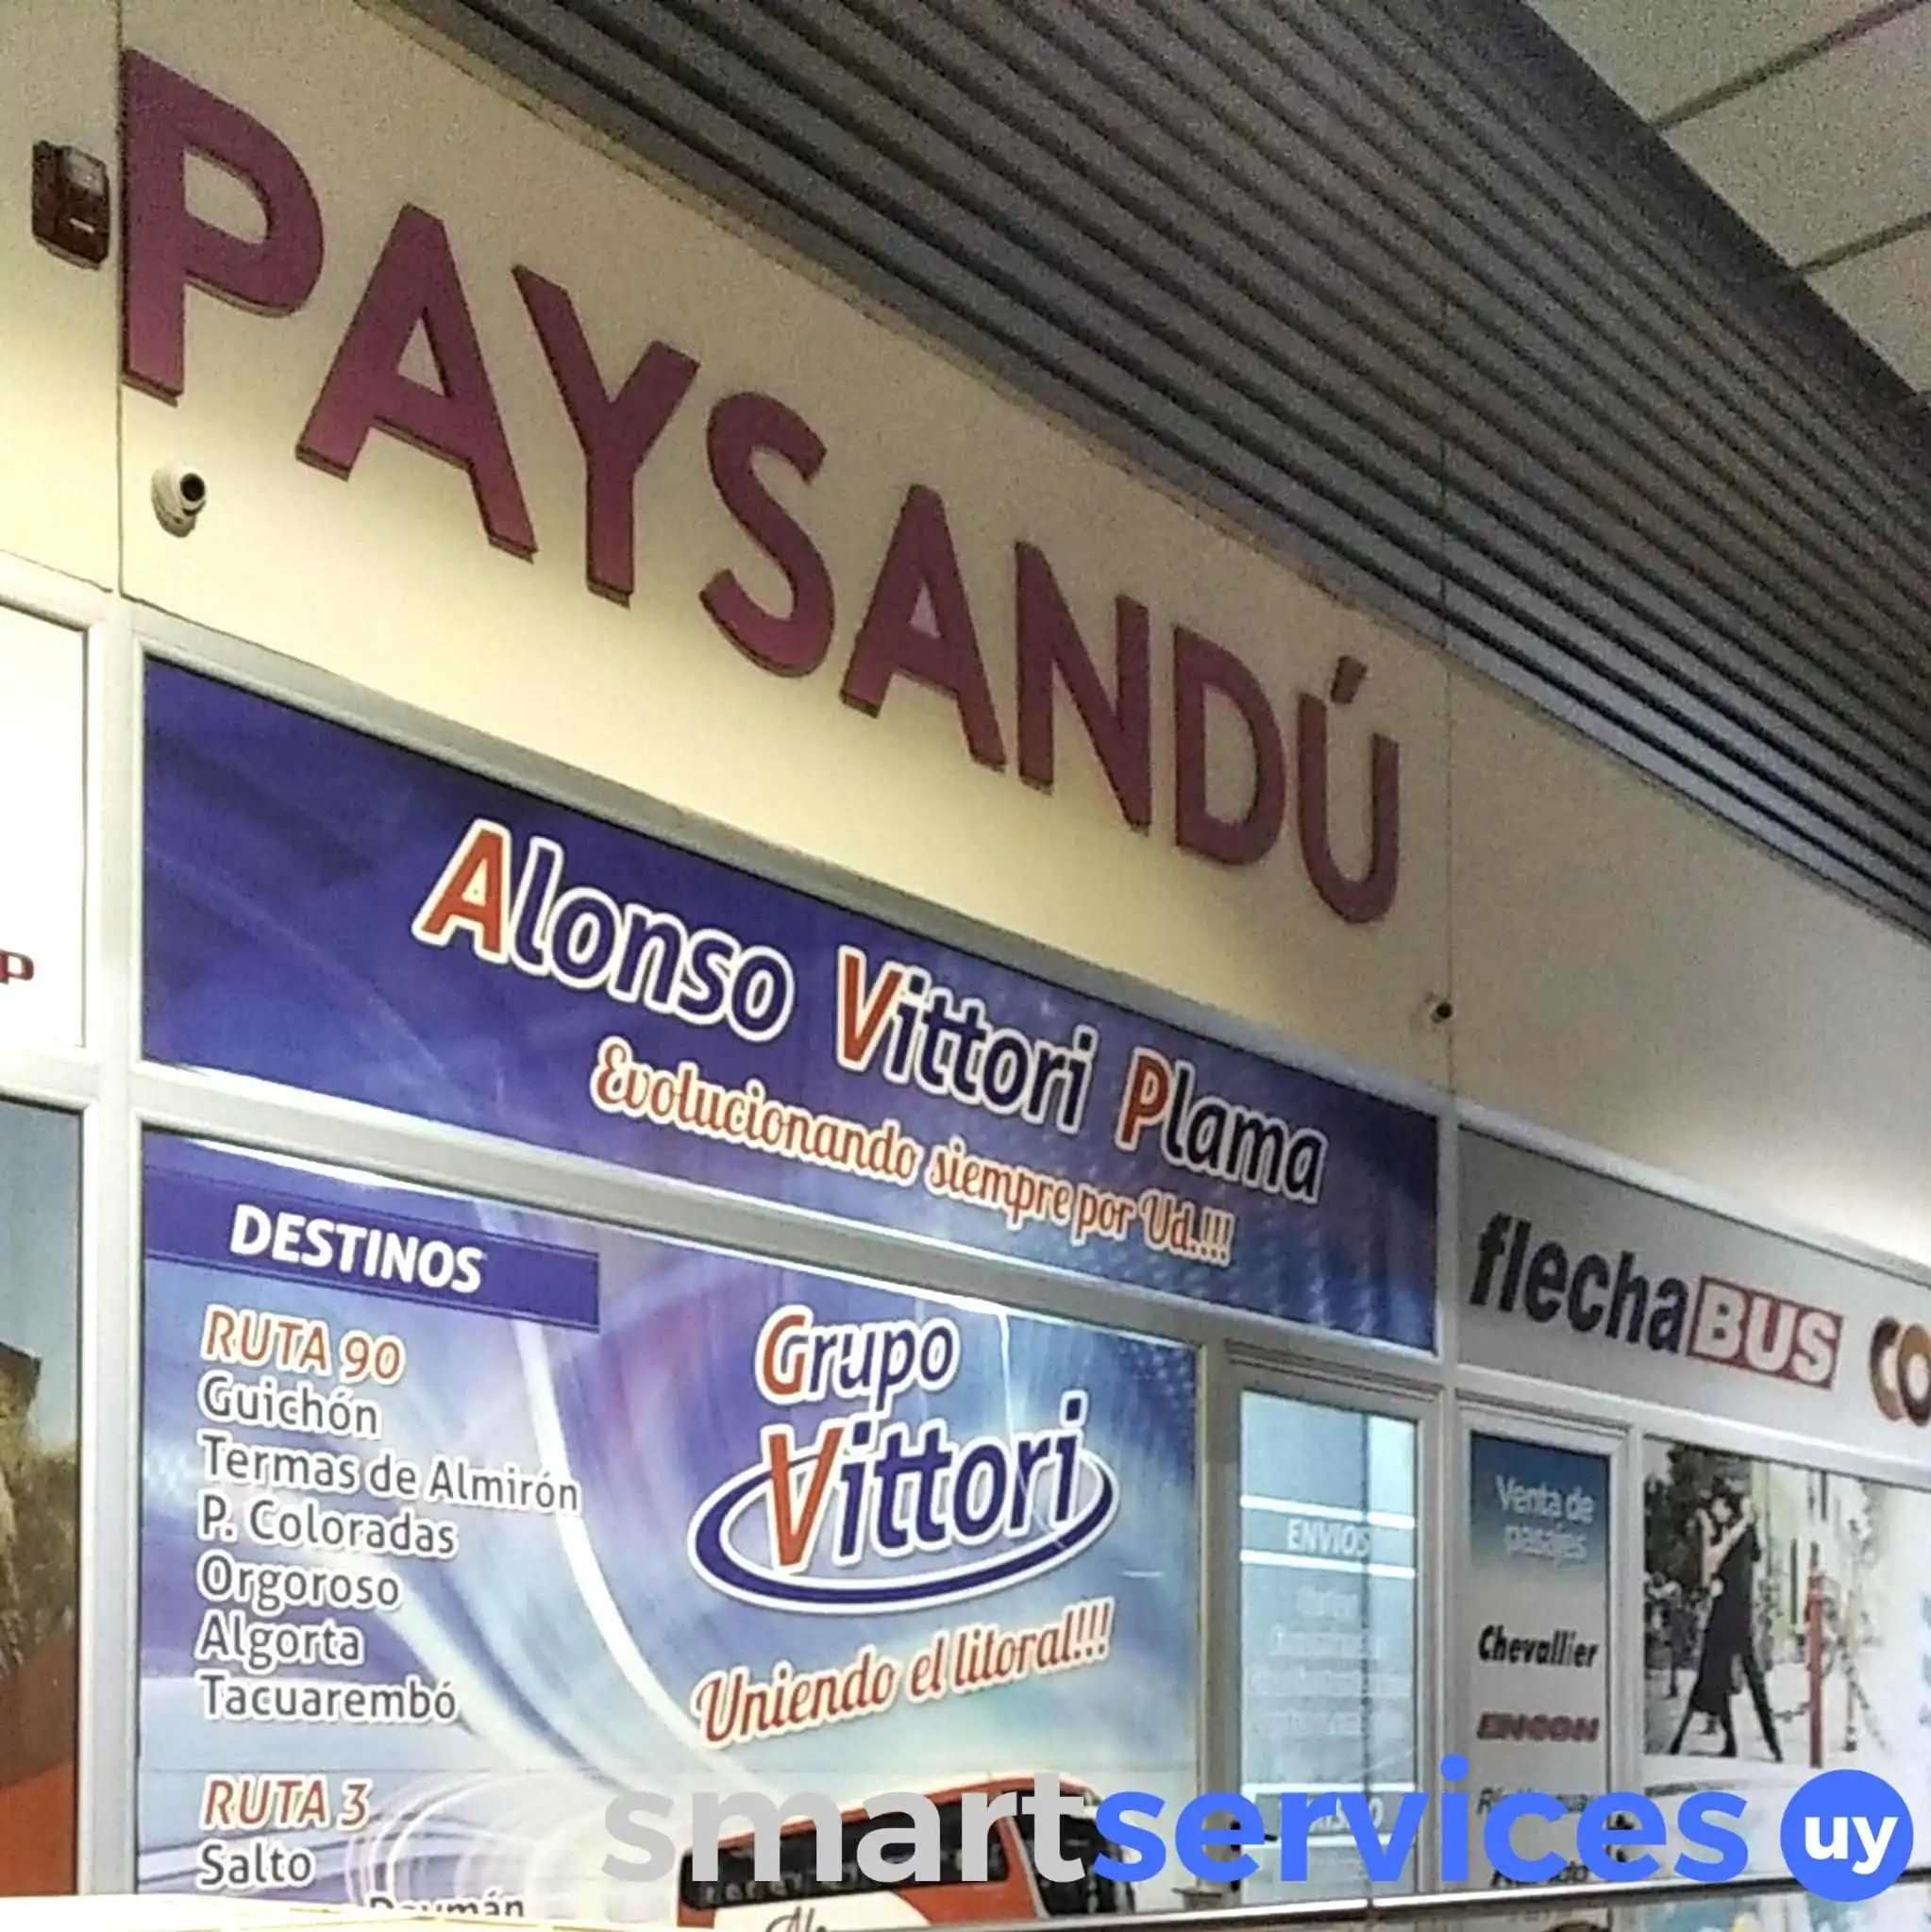 PAYSANDÚ
Alonso Vittori Plama
Evolucionando siempre por Ud.!!!
DESTINOS
RUTA 90
Guichón
Termas de Almirón
P. Coloradas
Orgoroso
Algorta
Tacuarembó
RUTA 3
Salto
Daymán
Grupo
Vittori
Uniendo el litoral!!!
ENVIOS
flechaBUS
Venta de
pasajes
Chevallier
smartservices uy